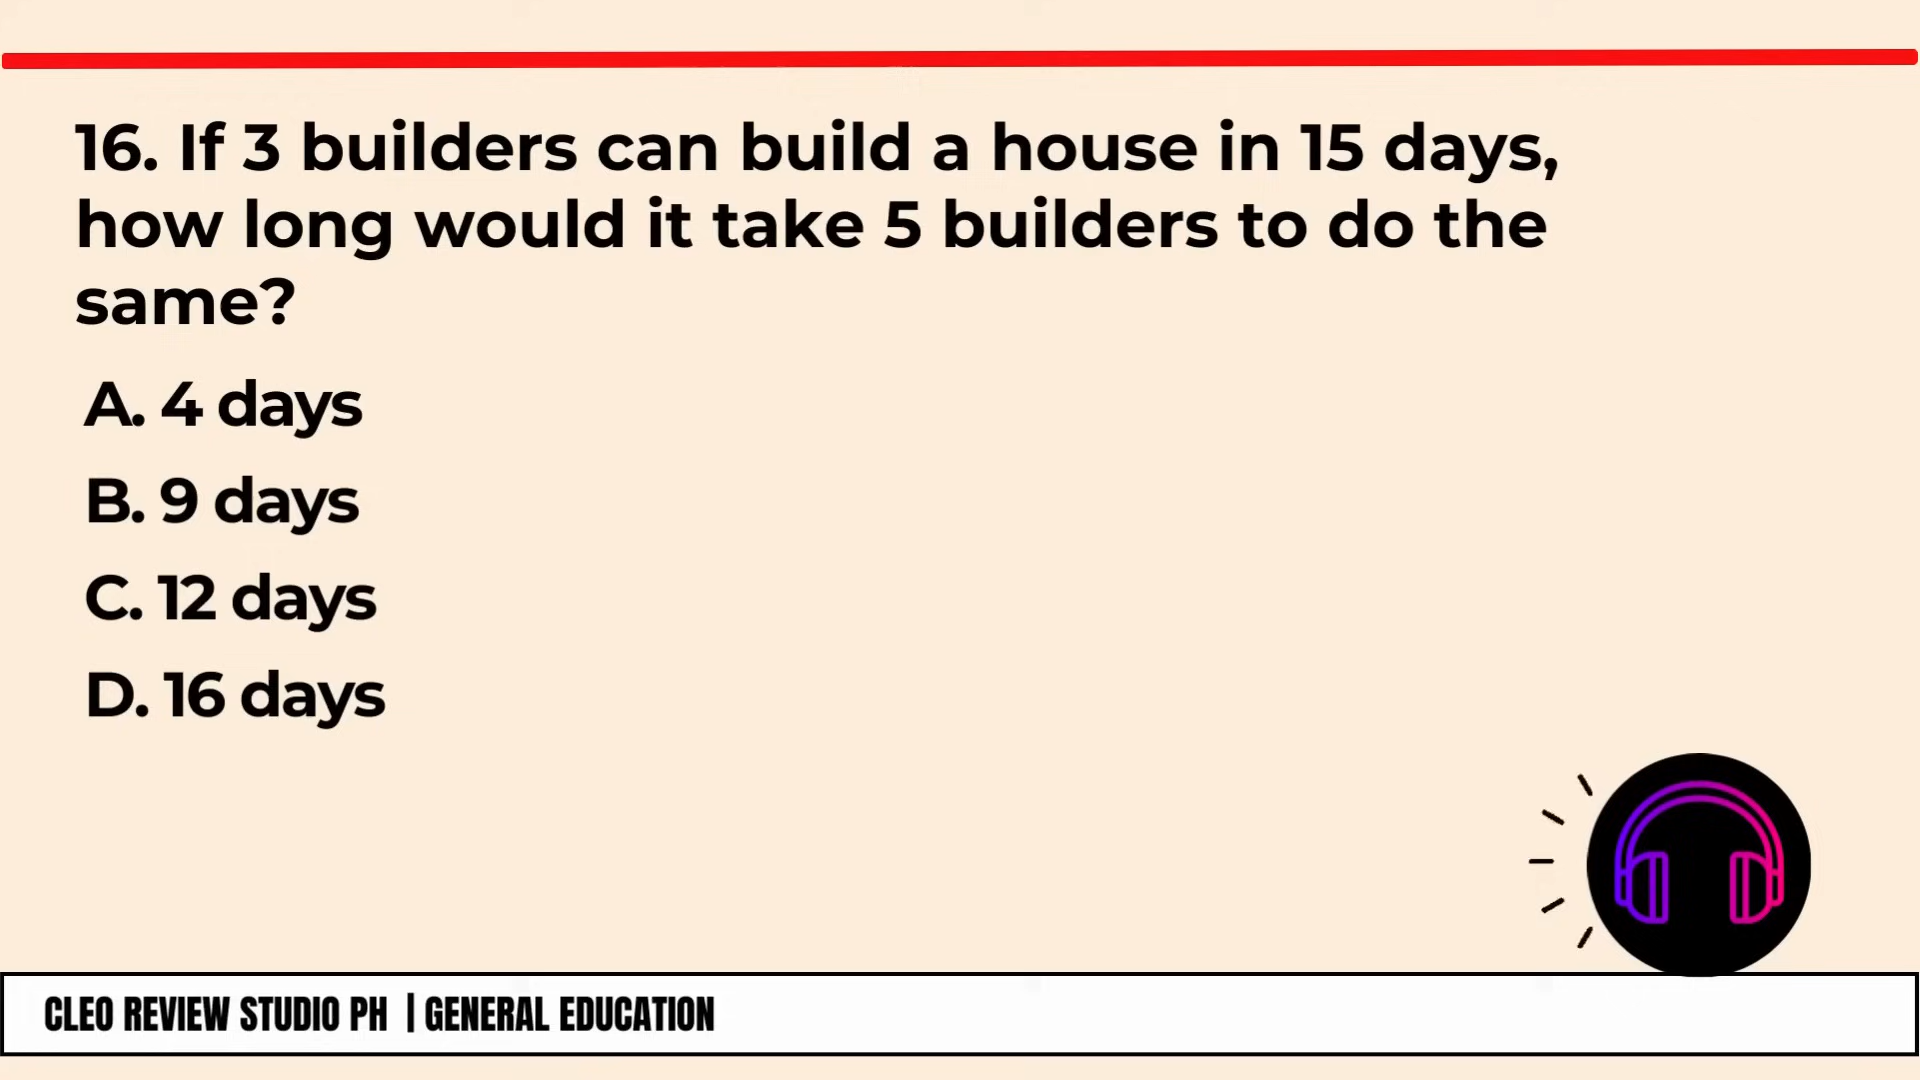 16. If 3 builders can build a house in 15 days,
how long would it take 5 builders to do the
same?
A. 4 days
B. 9 days
C. 12 days
D. 16 days
CLEO REVIEW STUDIO PH | GENERAL EDUCATION